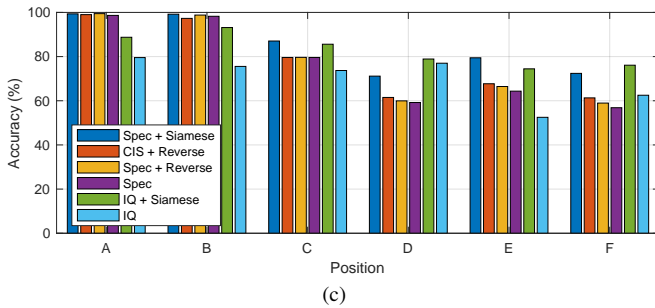 100
80
60
40
20
0
Accuracy (%)
Spec + Siamese
CIS + Reverse
Spec + Reverse
Spec
IQ + Siamese
IQ
A B C D E F
Position
(c)